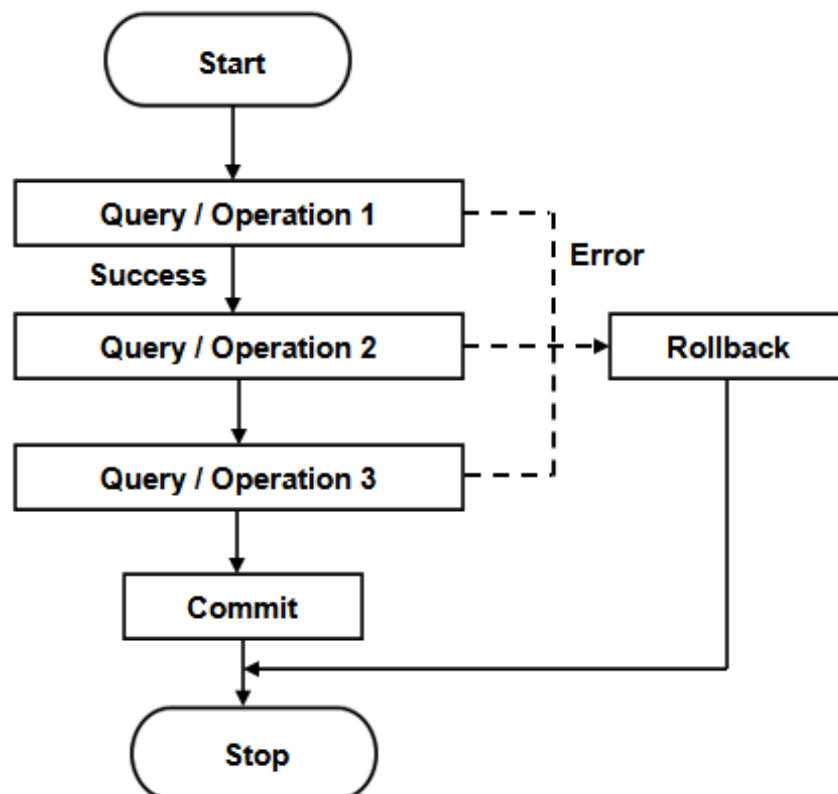 Start
Query / Operation 1
Success
Error
Query / Operation 2
Rollback
Query / Operation 3
Commit
Stop